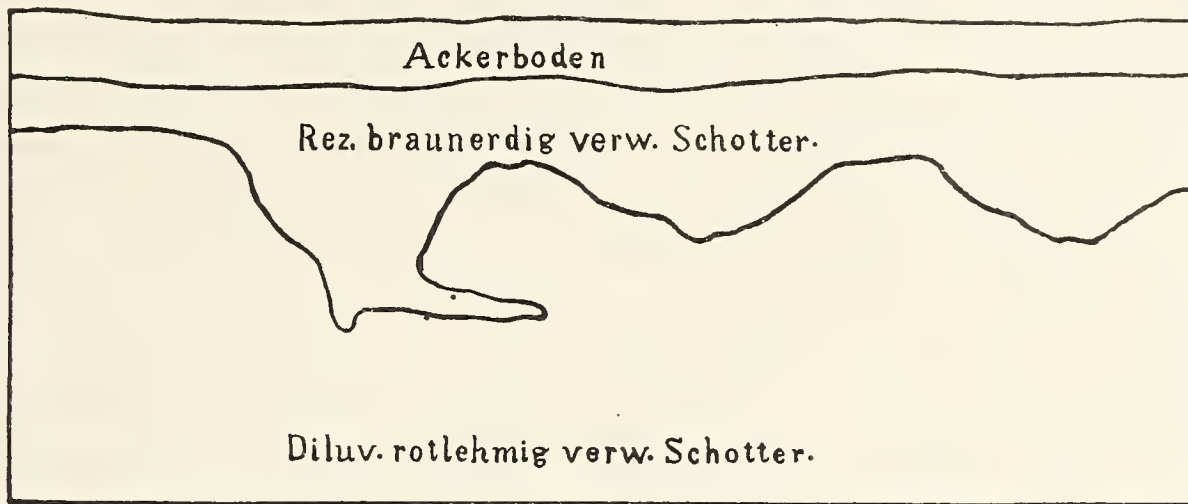 Ackerboden
Rez. braunerdig verw. Schotter.
Diluv. rotlehmig verw. Schotter.